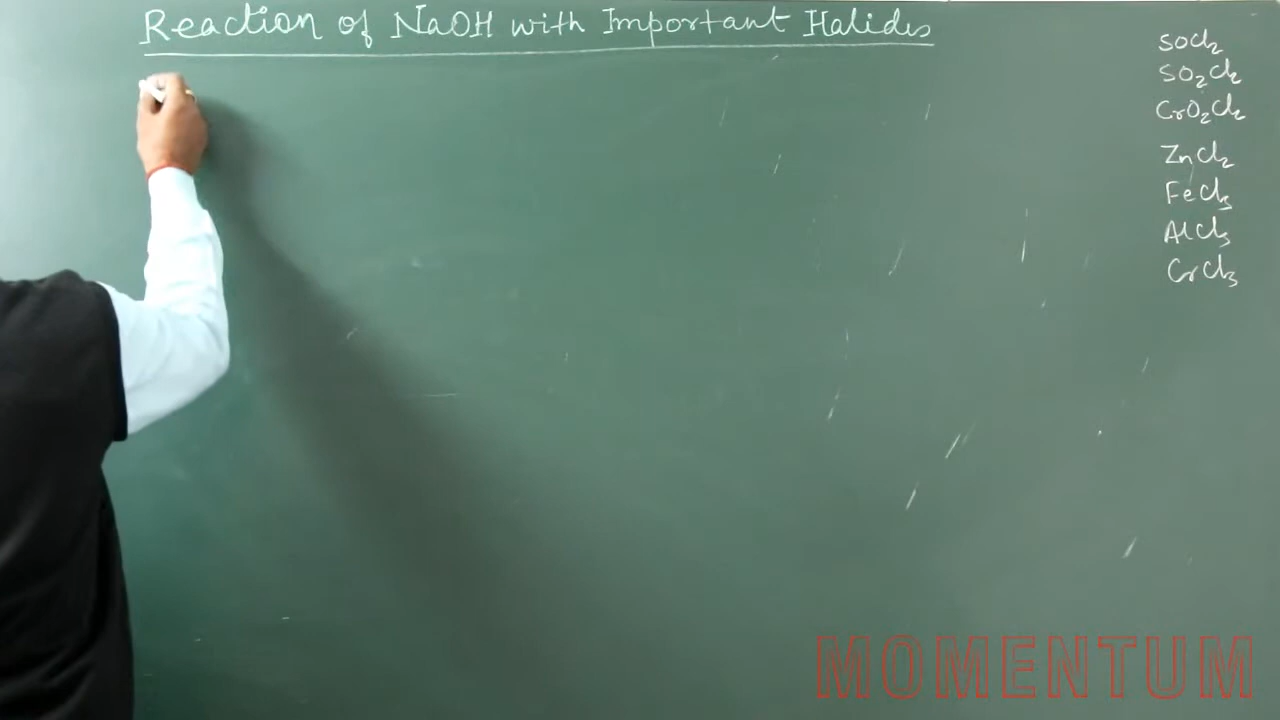 Reaction of NaOH with Important Halides
SOCl₂
SO₂Cl₂
CrO₂Cl₂
ZnCl₂
FeCl₃
AlCl₃
CrCl₃
MOMENTUM